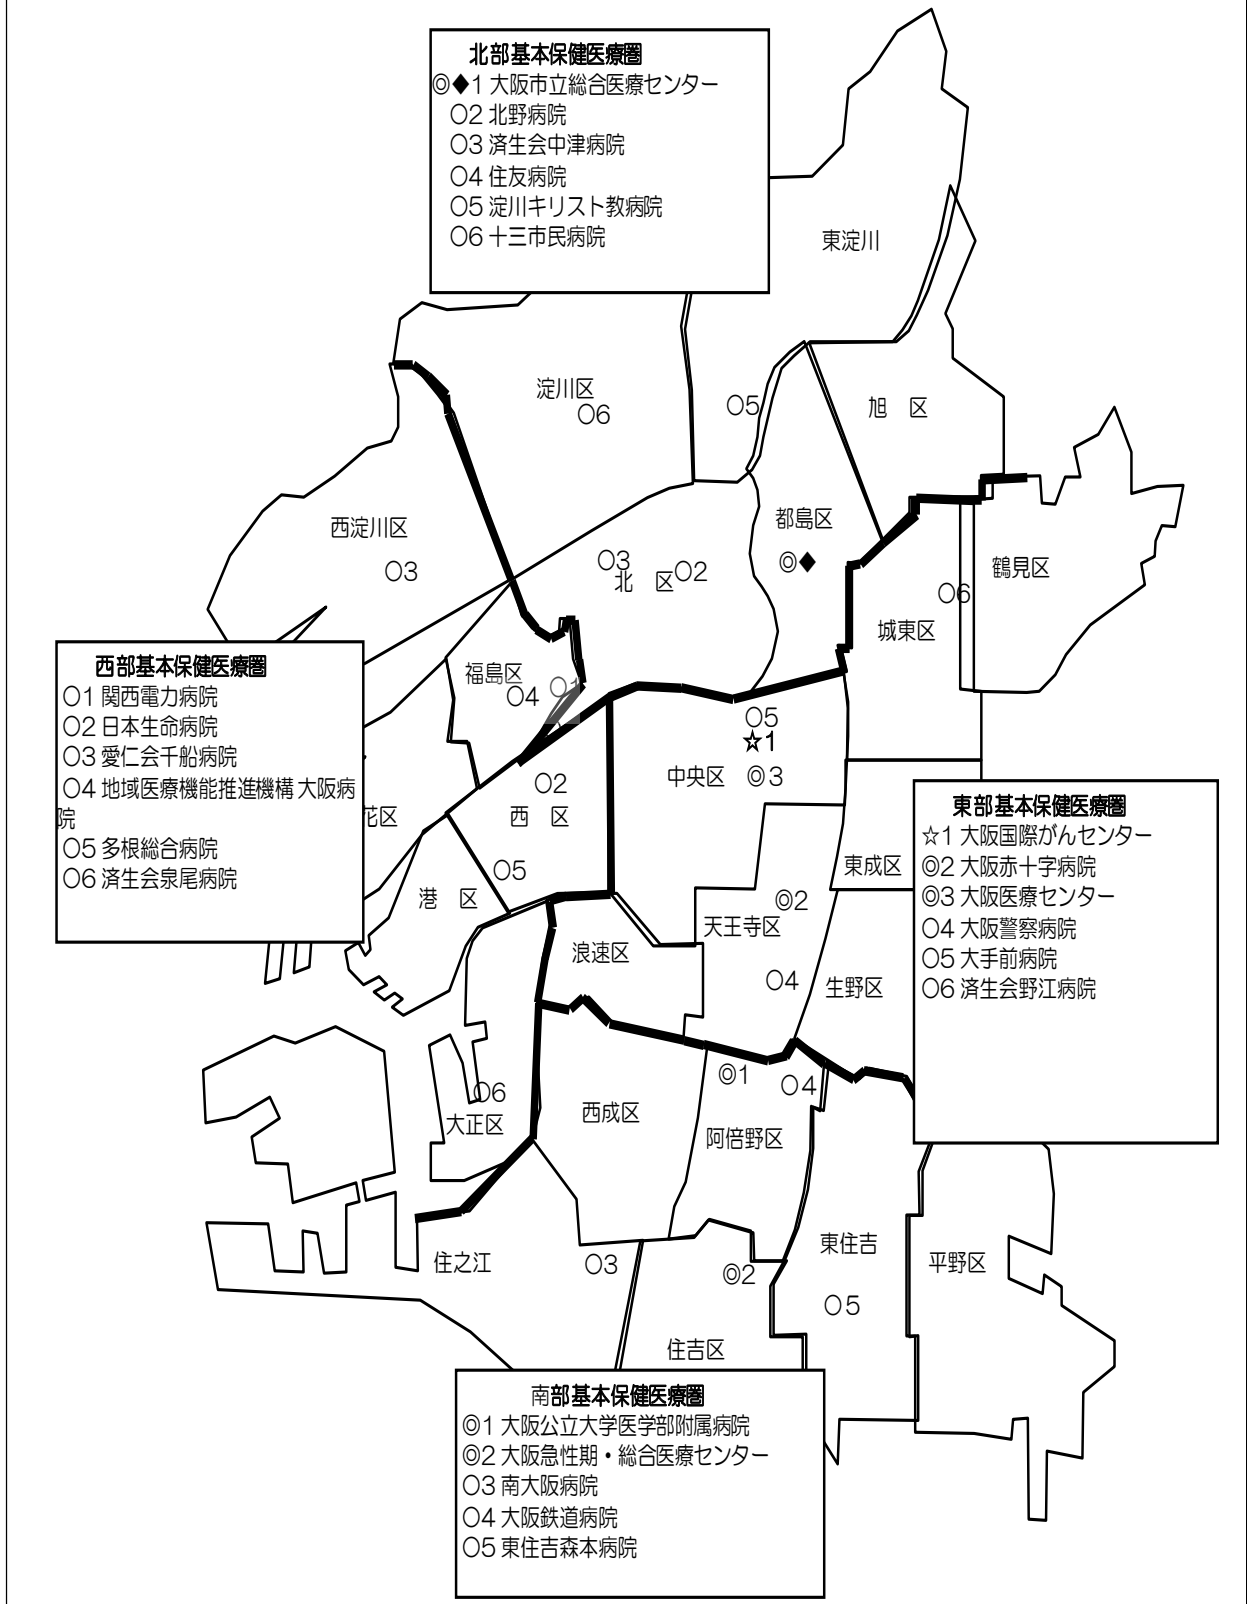 北部基本保健医療圏
◎◆1 大阪市立総合医療センター
○2 北野病院
○3 済生会中津病院
○4 住友病院
○5 淀川キリスト教病院
○6 十三市民病院
東淀川
淀川区
○6
○5
旭 区
西淀川区
○3
都島区
◎◆
○3
北 区
○2
鶴見区
○6
城東区
西部基本保健医療圏
○1 関西電力病院
○2 日本生命病院
○3 愛仁会千船病院
○4 地域医療機能推進機構 大阪病
院
○5 多根総合病院
○6 済生会泉尾病院
福島区
○4
○1
○5
☆1
中央区
◎3
○2
西 区
○5
花区
港 区
東部基本保健医療圏
☆1 大阪国際がんセンター
◎2 大阪赤十字病院
◎3 大阪医療センター
○4 大阪警察病院
○5 大手前病院
○6 済生会野江病院
東成区
◎2
天王寺区
浪速区
○4
生野区
◎1
○4
○6
大正区
西成区
阿倍野区
住之江
○3
◎2
東住吉
○5
平野区
住吉区
南部基本保健医療圏
◎1 大阪公立大学医学部附属病院
◎2 大阪急性期・総合医療センター
○3 南大阪病院
○4 大阪鉄道病院
○5 東住吉森本病院